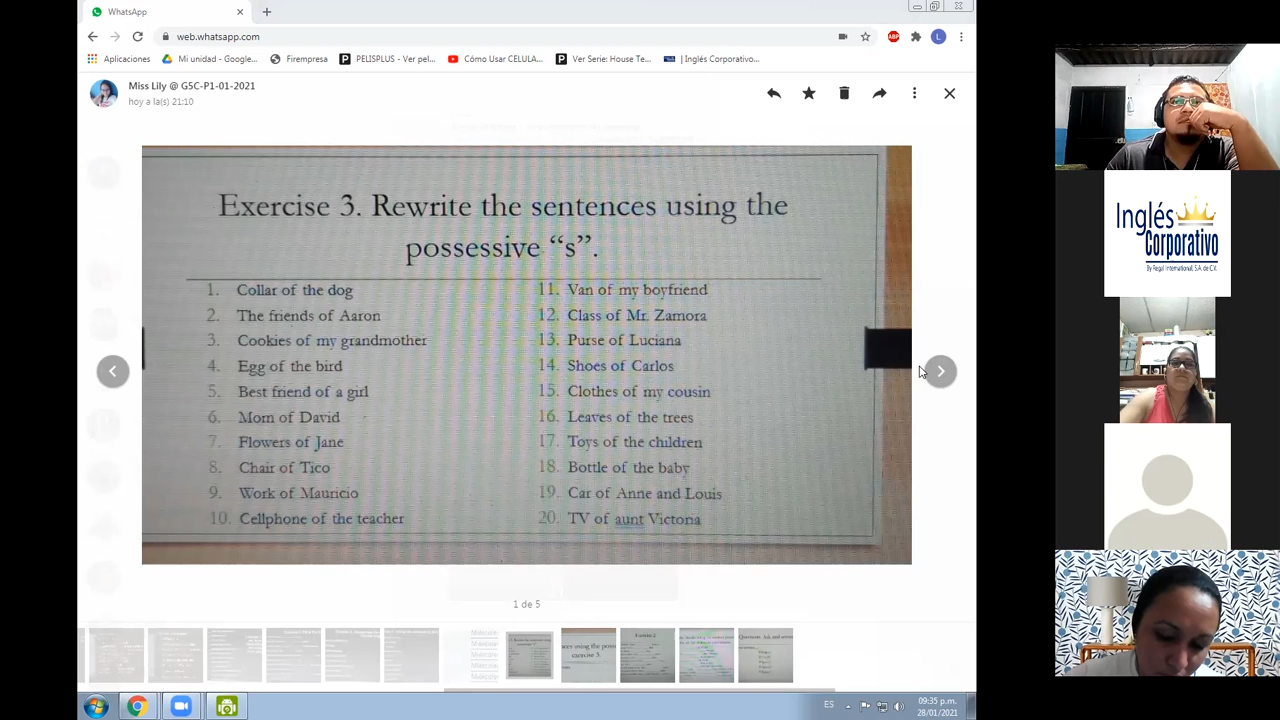 WhatsApp
web.whatsapp.com
Aplicaciones
Mi unidad - Google...
Firempresa
PELISPLUS - Ver pel...
Cómo Usar CELULA...
Ver Serie: House Te...
| Inglés Corporativo...
Miss Lily @ G5C-P1-01-2021
hoy a la(s) 21:10
Exercise 3. Rewrite the sentences using the
possessive “s”.
1. Collar of the dog
2. The friends of Aaron
3. Cookies of my grandmother
4. Egg of the bird
5. Best friend of a girl
6. Mom of David
7. Flowers of Jane
8. Chair of Tico
9. Work of Mauricio
10. Cellphone of the teacher
11. Van of my boyfriend
12. Class of Mr. Zamora
13. Purse of Luciana
14. Shoes of Carlos
15. Clothes of my cousin
16. Leaves of the trees
17. Toys of the children
18. Bottle of the baby
19. Car of Anne and Louis
20. TV of aunt Victoria
1 de 5
ES
09:35 p.m.
28/01/2021
Inglés
Corporativo
By Regal International, S.A. de C.V.